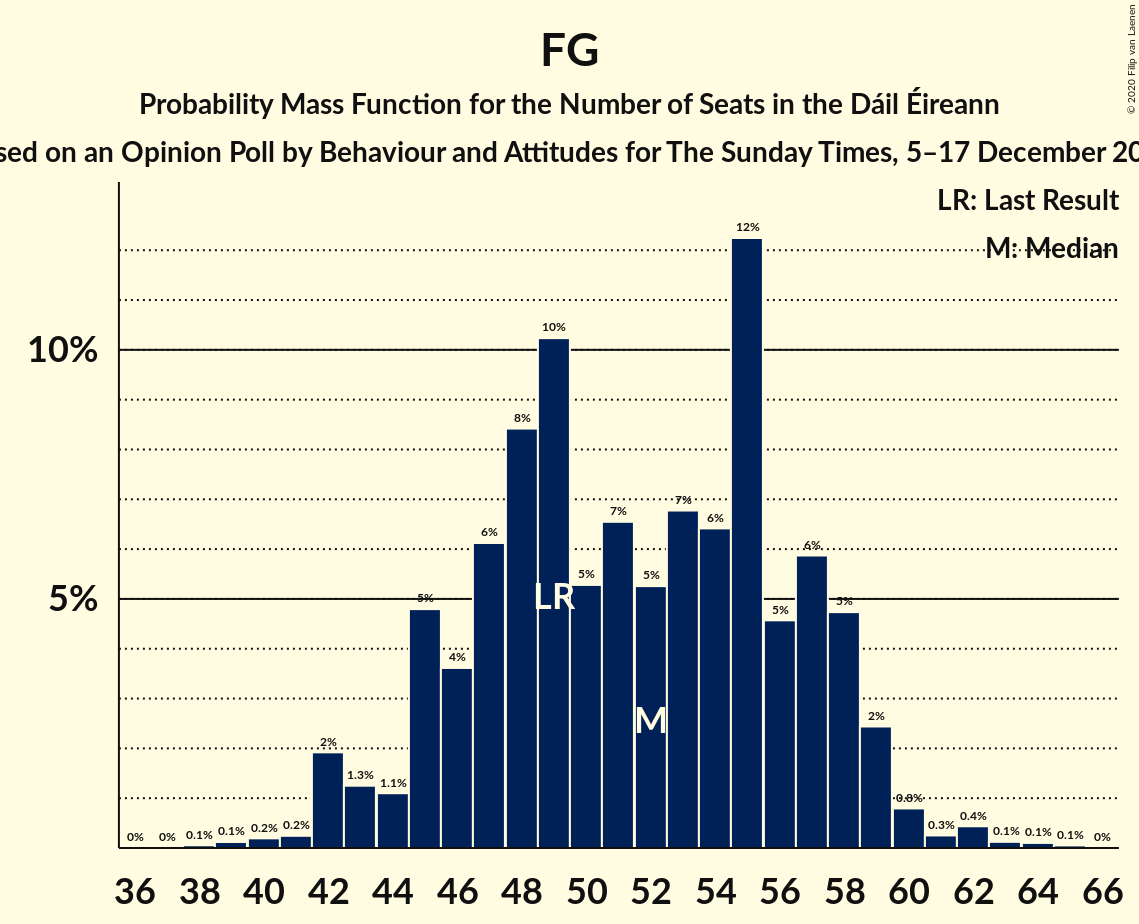 FG
Probability Mass Function for the Number of Seats in the Dáil Éireann
on an Opinion Poll by Behaviour and Attitudes for The Sunday Times, 5–17 December
© 2020 Filip van Laenen
LR: Last Result
M: Median
12%
10%
10%
8%
7%
7%
6%
6%
6%
5%
5%
5%
5%
5%
5%
5%
LR
4%
M
2%
2%
1.3%
1.1%
0.8%
0% 0% 0.1% 0.1% 0.2% 0.2% 0.3% 0.4% 0.1% 0.1% 0.1% 0%
36 38 40 42 44 46 48 50 52 54 56 58 60 62 64 66